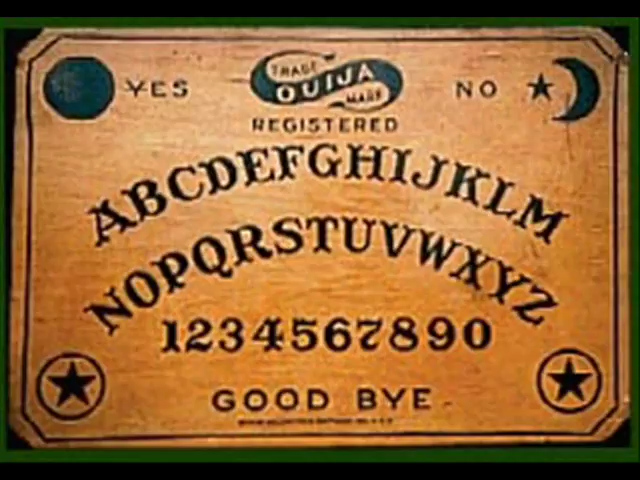 YES
TRADE
OUIJA
MARK
NO
REGISTERED
ABCDEFGHIJKLM
NOPQRSTUVWXYZ
1234567890
GOOD BYE